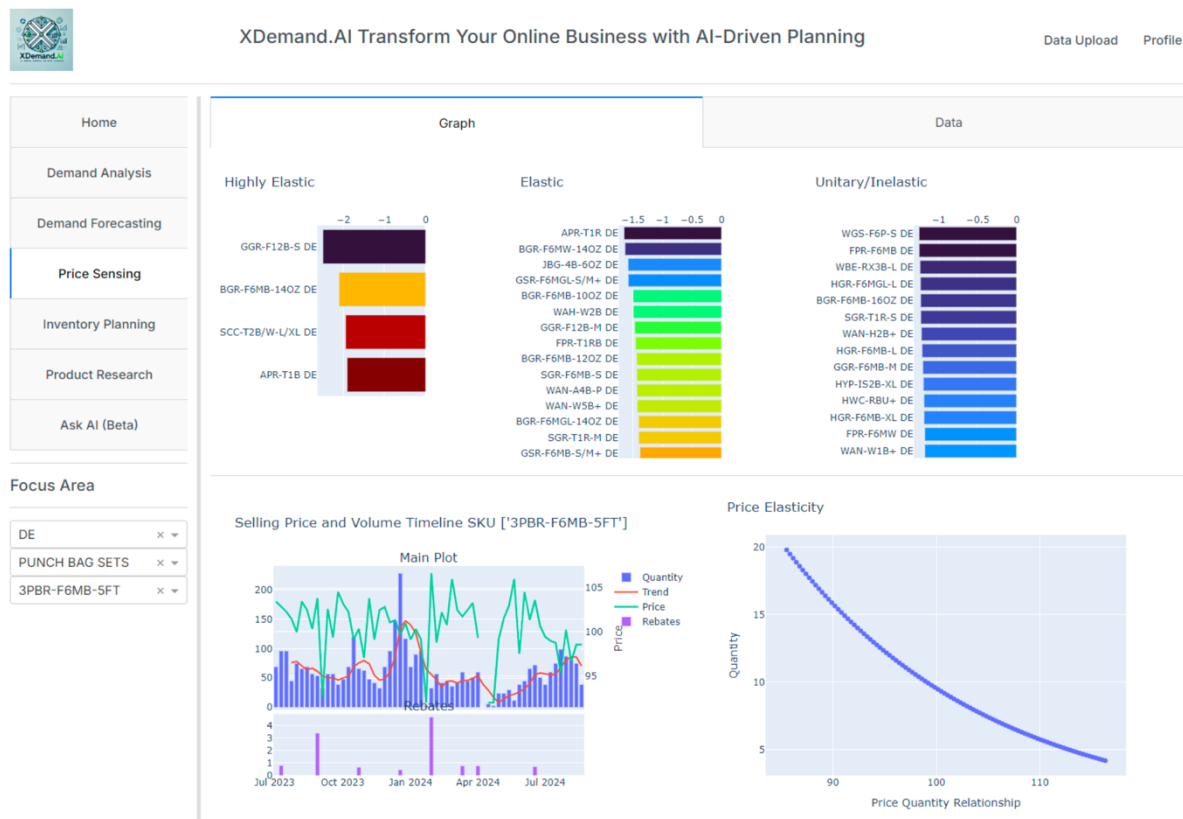 XDemand.AI
XDemand.AI Transform Your Online Business with AI-Driven Planning
Data Upload
Profile
Home
Demand Analysis
Demand Forecasting
Price Sensing
Inventory Planning
Product Research
Ask AI (Beta)
Focus Area
DE
PUNCH BAG SETS
3PBR-F6MB-5FT
Graph
Data
Highly Elastic
−2 −1 0
GGR-F12B-S DE
BGR-F6MB-14OZ DE
SCC-T2B/W-L/XL DE
APR-T1B DE
Elastic
−1.5 −1 −0.5 0
APR-T1R DE
BGR-F6MW-14OZ DE
JBG-4B-6OZ DE
GSR-F6MGL-S/M+ DE
BGR-F6MB-10OZ DE
WAH-W2B DE
GGR-F12B-M DE
FPR-T1RB DE
BGR-F6MB-12OZ DE
SGR-F6MB-S DE
WAN-A4B-P DE
WAN-W5B+ DE
BGR-F6MGL-14OZ DE
SGR-T1R-M DE
GSR-F6MB-S/M+ DE
Unitary/Inelastic
−1 −0.5 0
WGS-F6P-S DE
FPR-F6MB DE
WBE-RX3B-L DE
HGR-F6MGL-L DE
BGR-F6MB-16OZ DE
SGR-T1R-S DE
WAN-H2B+ DE
HGR-F6MB-L DE
GGR-F6MB-M DE
HYP-IS2B-XL DE
HWC-RBU+ DE
HGR-F6MB-XL DE
FPR-F6MW DE
WAN-W1B+ DE
Selling Price and Volume Timeline SKU ['3PBR-F6MB-5FT']
Main Plot
200
150
100
50
0
105
100
95
Price
Quantity
Trend
Price
Rebates
Rebates
4
3
2
1
0
Jul 2023 Oct 2023 Jan 2024 Apr 2024 Jul 2024
Price Elasticity
20
15
10
5
Quantity
90 100 110
Price Quantity Relationship